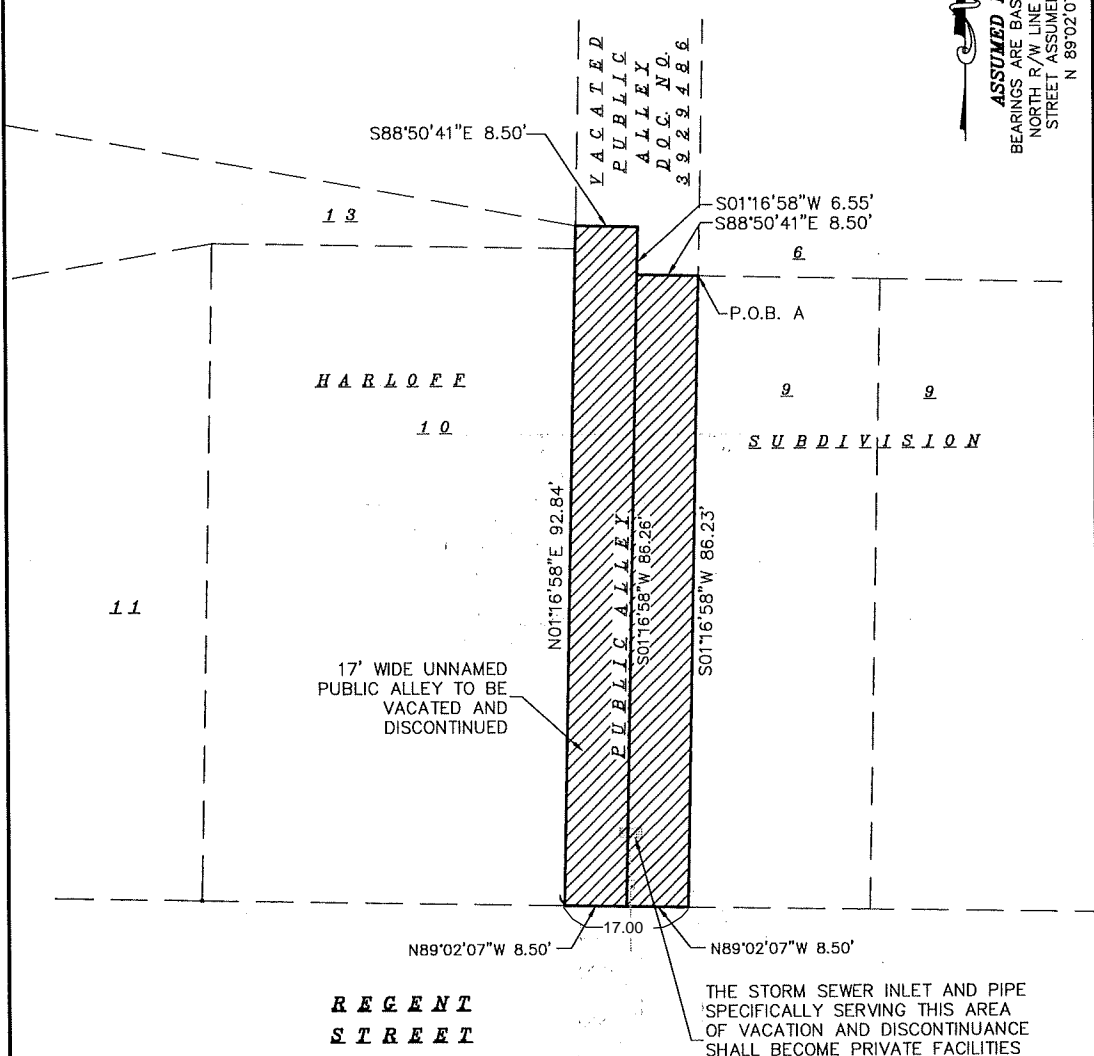 ASSUMED
BEARINGS ARE BAS
NORTH R/W LINE
STREET ASSUME
N 89°02'0
VACATED
PUBLIC
ALLEY
DOC. NO.
3929486
S88°50'41"E 8.50'
S01°16'58"W 6.55'
S88°50'41"E 8.50'
13
6
P.O.B. A
HARLOFF
10
9
9
SUBDIVISION
N01°16'58"E 92.84'
PUBLIC ALLEY
S01°16'58"W 86.26'
S01°16'58"W 86.23'
11
17' WIDE UNNAMED
PUBLIC ALLEY TO BE
VACATED AND
DISCONTINUED
17.00
N89°02'07"W 8.50'
N89°02'07"W 8.50'
REGENT
STREET
THE STORM SEWER INLET AND PIPE
SPECIFICALLY SERVING THIS AREA
OF VACATION AND DISCONTINUANCE
SHALL BECOME PRIVATE FACILITIES